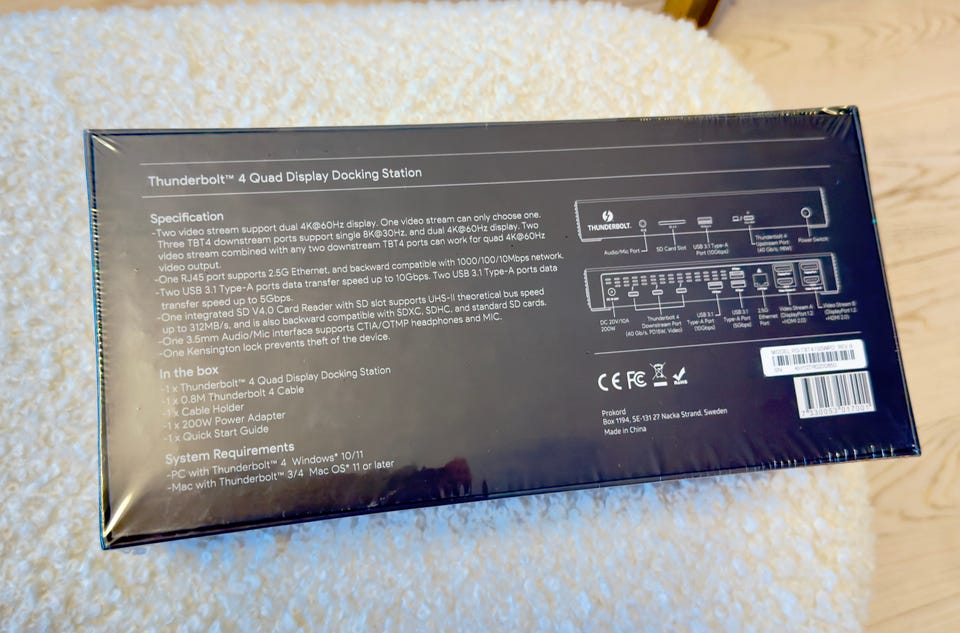 Thunderbolt™ 4 Quad Display Docking Station
Specification
-Two video stream support dual 4K@60Hz display. One video stream can only choose one.
Three TBT4 downstream ports support single 8K@30Hz, and dual 4K@60Hz display. Two
video stream combined with any two downstream TBT4 ports can work for quad 4K@60Hz
video output.
-One RJ45 port supports 2.5G Ethernet, and backward compatible with 1000/100/10Mbps network.
-Two USB 3.1 Type-A ports data transfer speed up to 10Gbps. Two USB 3.1 Type-A ports data
transfer speed up to 5Gbps.
-One integrated SD V4.0 Card Reader with SD slot supports UHS-II theoretical bus speed
up to 312MB/s, and is also backward compatible with SDXC, SDHC, and standard SD cards.
-One 3.5mm Audio/Mic interface supports CTIA/OTMP headphones and MIC.
-One Kensington lock prevents theft of the device.
In the box
-1 x Thunderbolt™ 4 Quad Display Docking Station
-1 x 0.8M Thunderbolt 4 Cable
-1 x Cable Holder
-1 x 200W Power Adapter
-1 x Quick Start Guide
System Requirements
-PC with Thunderbolt™ 4 Windows® 10/11
-Mac with Thunderbolt™ 3/4 Mac OS® 11 or later
THUNDERBOLT.
Audio/Mic Port
SD Card Slot
USB 3.1 Type-A
Port (10Gbps)
Thunderbolt 4
Upstream Port
(40 Gb/s, 98W)
Power Switch
DC 20V/10A
200W
Thunderbolt 4
Downstream Port
(40 Gb/s, PD15W, Video)
USB 3.1
Type-A Port
(10Gbps)
USB 3.1
Type-A Port
(5Gbps)
2.5G
Ethernet
Port
Video Stream A
(DisplayPort 1.2
+HDMI 2.0)
Video Stream B
(DisplayPort 1.2
+HDMI 2.0)
CE FC
Prokord
Box 1194, SE-131 27 Nacka Strand, Sweden
Made in China